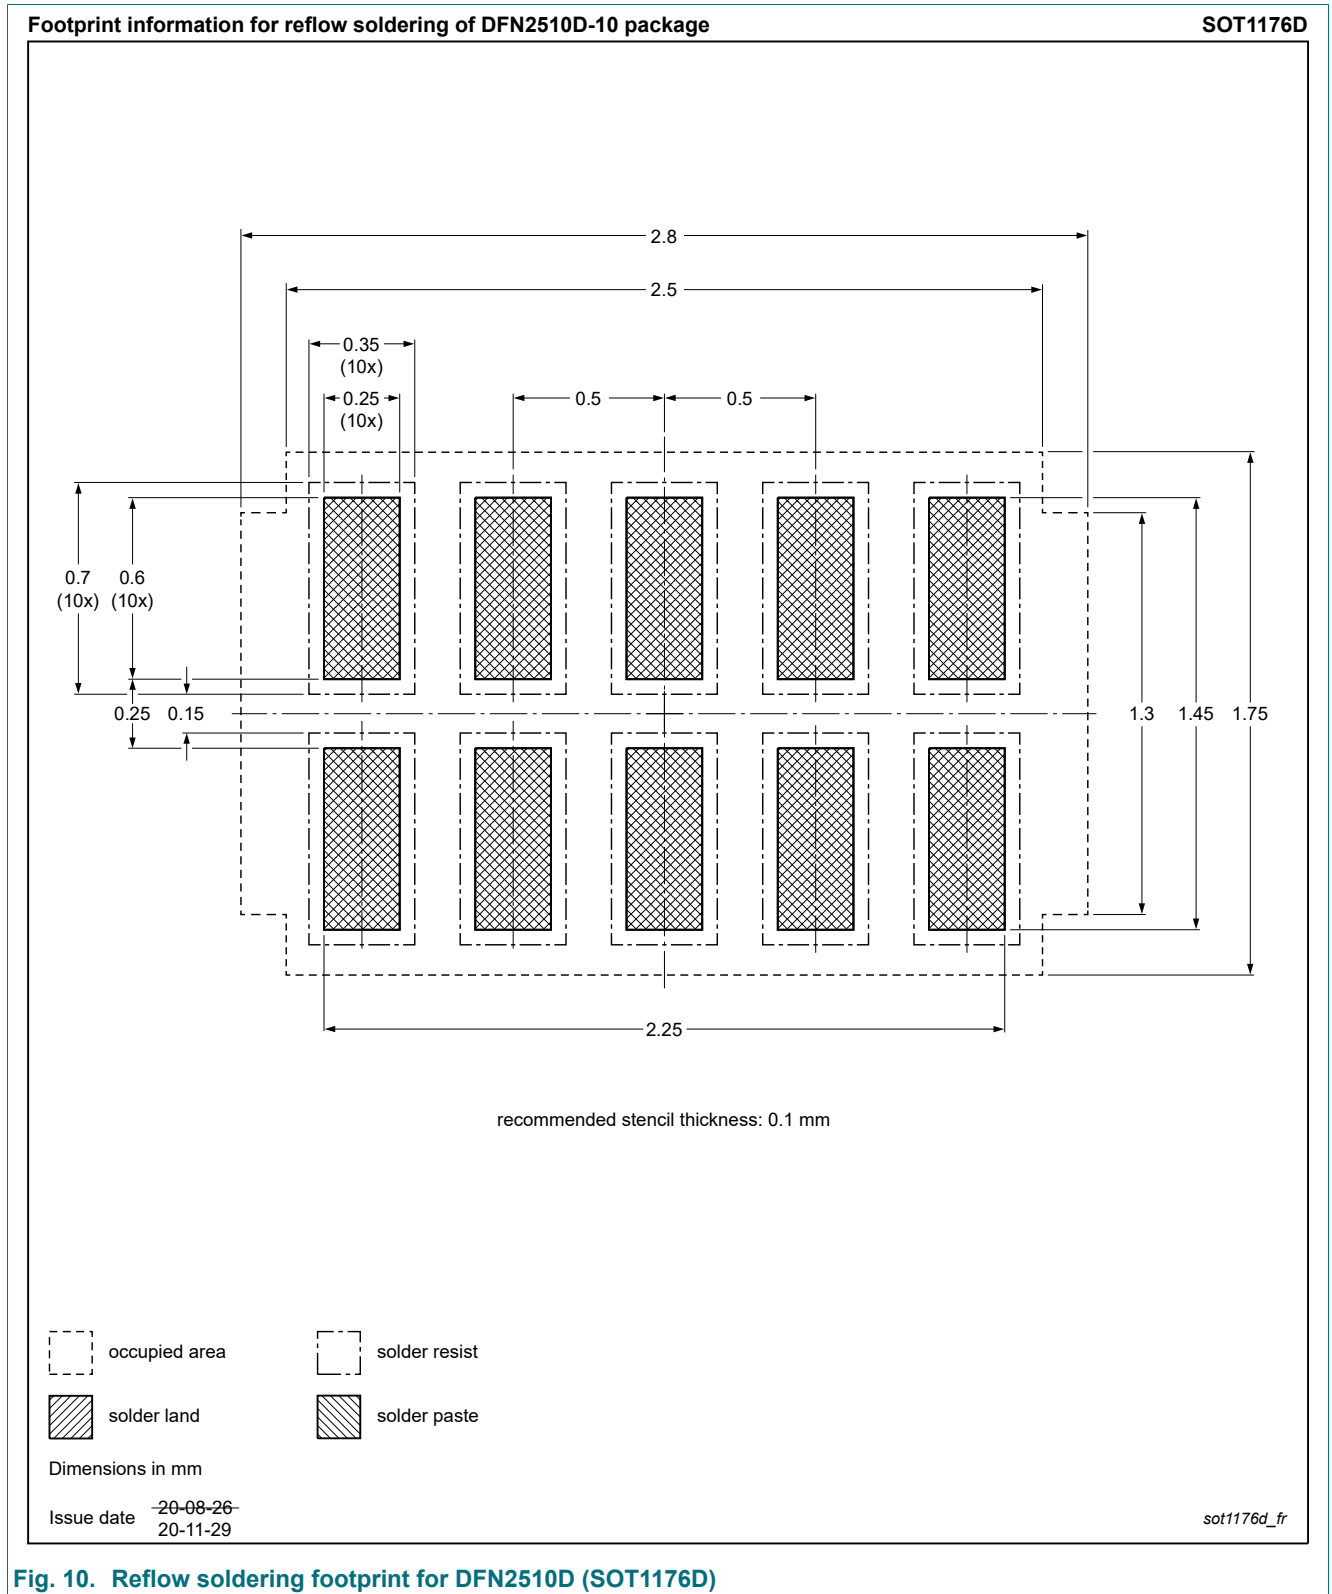 Footprint information for reflow soldering of DFN2510D-10 package SOT1176D
2.8
2.5
0.35
(10x)
0.25
(10x)
0.5 0.5
0.7 0.6
(10x) (10x)
0.25 0.15
1.3 1.45 1.75
2.25
recommended stencil thickness: 0.1 mm
occupied area solder resist
solder land solder paste
Dimensions in mm
Issue date 20-08-26
20-11-29
sot1176d_fr
Fig. 10. Reflow soldering footprint for DFN2510D (SOT1176D)